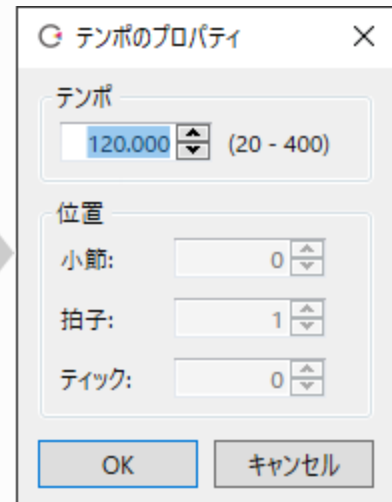 テンポのプロパティ
テンポ
120.000 (20 - 400)
位置
小節: 0
拍子: 1
ティック: 0
OK キャンセル